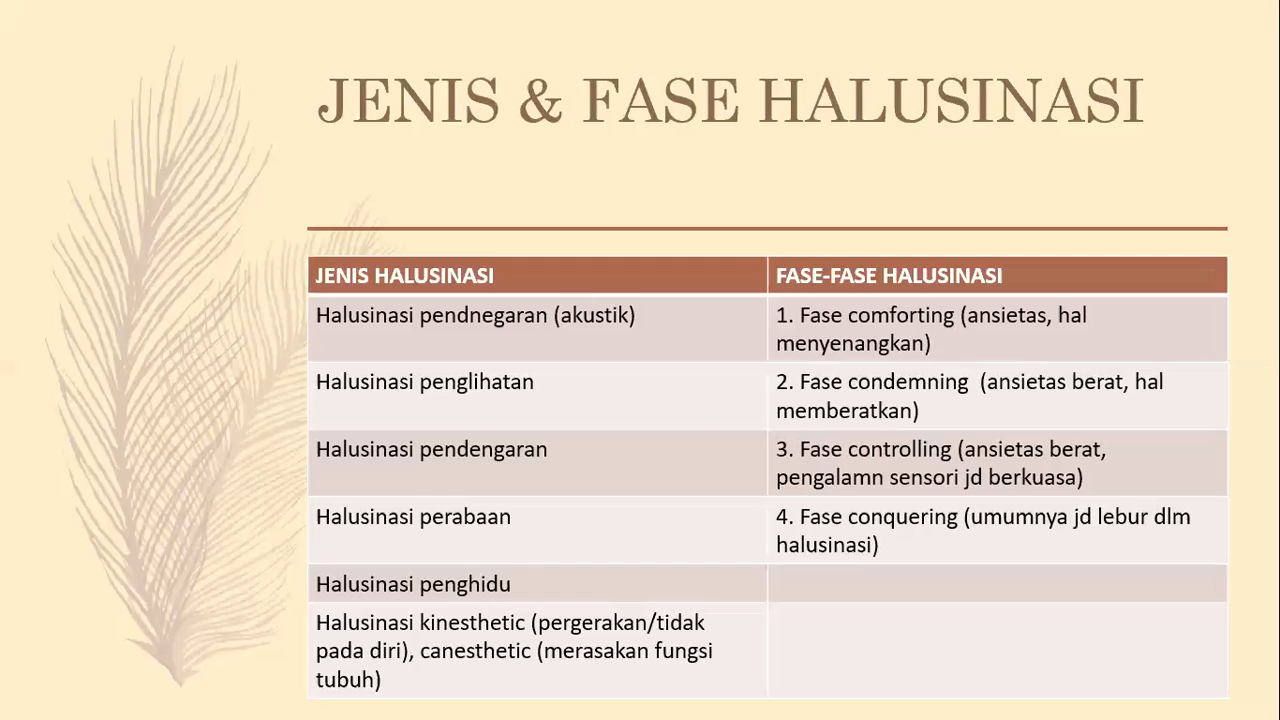 JENIS & FASE HALUSINASI
JENIS HALUSINASI
FASE-FASE HALUSINASI
Halusinasi pendnegaran (akustik)
1. Fase comforting (ansietas, hal
menyenangkan)
Halusinasi penglihatan
2. Fase condemning (ansietas berat, hal
memberatkan)
Halusinasi pendengaran
3. Fase controlling (ansietas berat,
pengalamn sensori jd berkuasa)
Halusinasi perabaan
4. Fase conquering (umumnya jd lebur dlm
halusinasi)
Halusinasi penghidu
Halusinasi kinesthetic (pergerakan/tidak
pada diri), canesthetic (merasakan fungsi
tubuh)